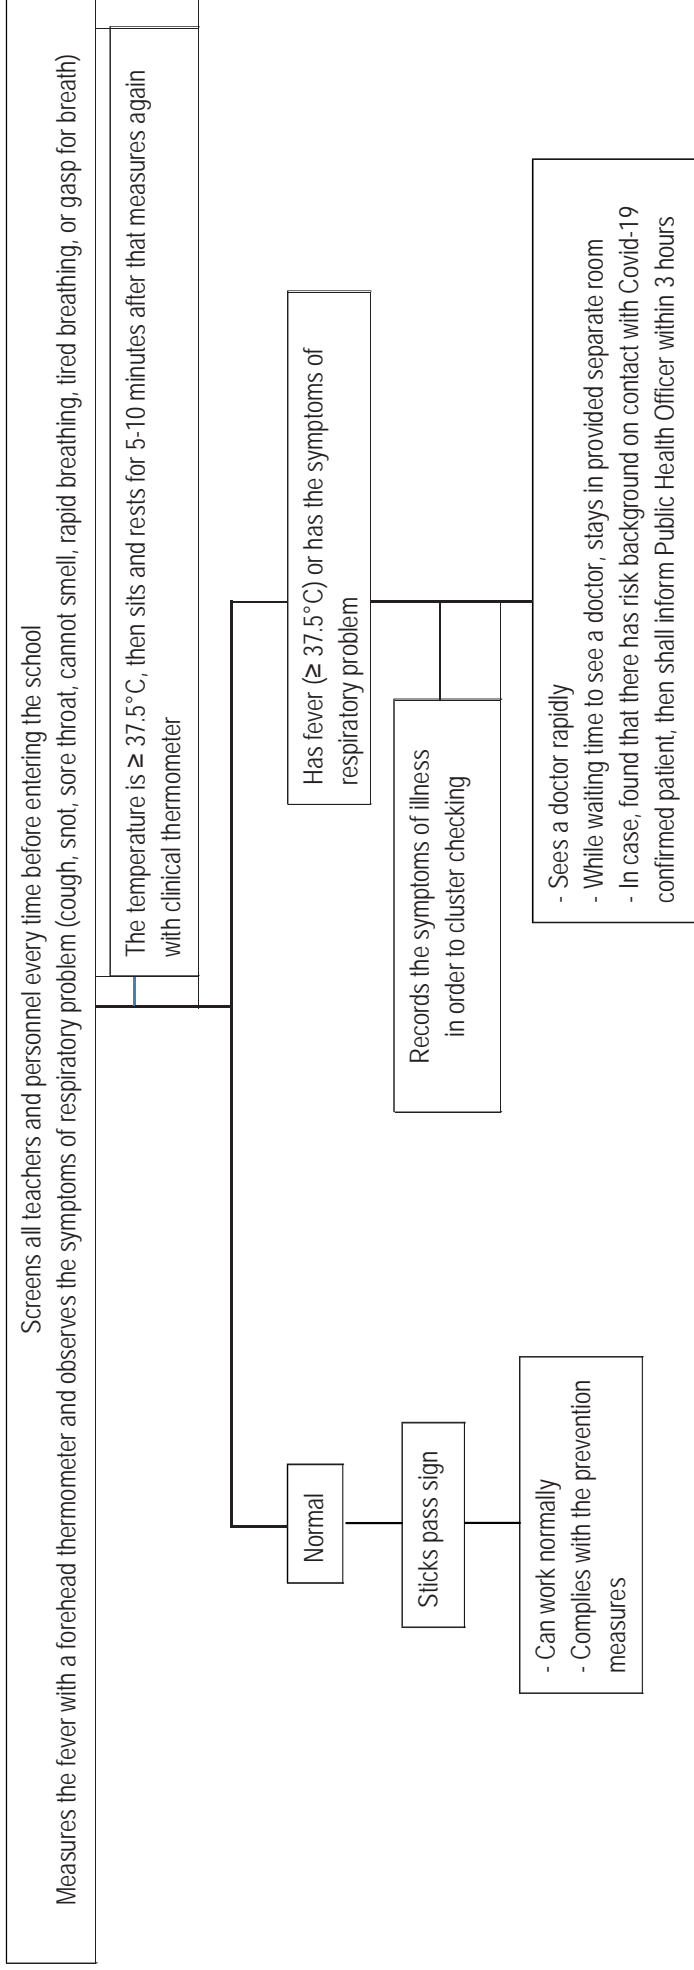 Screens all teachers and personnel every time before entering the school
Measures the fever with a forehead thermometer and observes the symptoms of respiratory problem (cough, snot, sore throat, cannot smell, rapid breathing, tired breathing, or gasp for breath)
The temperature is ≥ 37.5°C, then sits and rests for 5-10 minutes after that measures again
with clinical thermometer
Normal
Has fever (≥ 37.5°C) or has the symptoms of
respiratory problem
Sticks pass sign
Records the symptoms of illness
in order to cluster checking
- Can work normally
- Complies with the prevention
measures
- Sees a doctor rapidly
- While waiting time to see a doctor, stays in provided separate room
- In case, found that there has risk background on contact with Covid-19
confirmed patient, then shall inform Public Health Officer within 3 hours